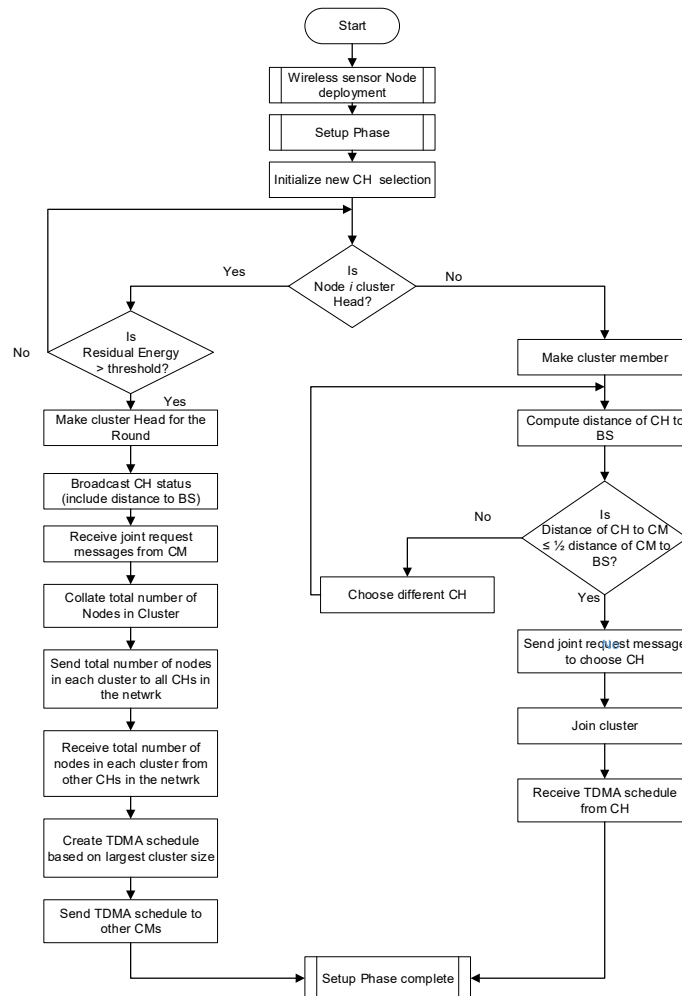 Start
Wireless sensor Node
deployment
Setup Phase
Initialize new CH selection
Is
Node i cluster
Head?
Yes
No
Is
Residual Energy
> threshold?
No
Yes
Make cluster Head for the
Round
Broadcast CH status
(include distance to BS)
Receive joint request
messages from CM
Collate total number of
Nodes in Cluster
Send total number of nodes
in each cluster to all CHs in
the netwrk
Receive total number of
nodes in each cluster from
other CHs in the netwrk
Create TDMA schedule
based on largest cluster size
Send TDMA schedule to
other CMs
Make cluster member
Compute distance of CH to
BS
Is
Distance of CH to CM
≤ ½ distance of CM to
BS?
No
Choose different CH
Yes
Send joint request message
to choose CH
No
Join cluster
Receive TDMA schedule
from CH
Setup Phase complete